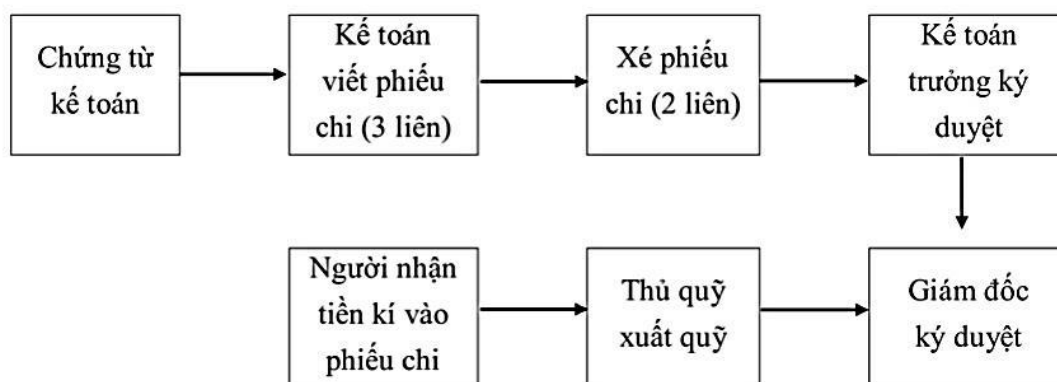 Chứng từ
kế toán
Kế toán
viết phiếu
chi (3 liên)
Xé phiếu
chi (2 liên)
Kế toán
trưởng ký
duyệt
Người nhận
tiền kí vào
phiếu chi
Thủ quỹ
xuất quỹ
Giám đốc
ký duyệt